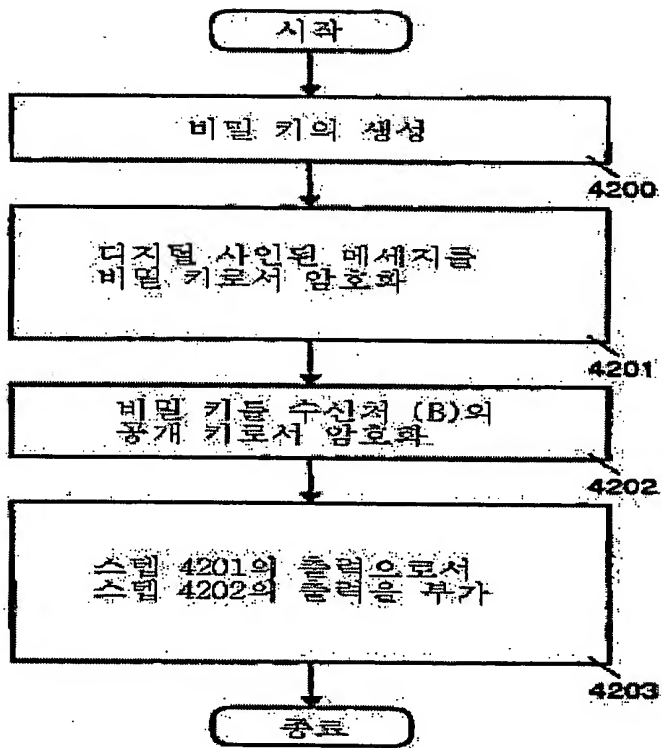 시작
비밀 키의 생성
4200
디지털 사인된 메세지를
비밀 키로서 암호화
4201
비밀 키를 수신처 (B)의
공개 키로서 암호화
4202
스텝 4201의 출력으로서
스텝 4202의 출력을 부가
4203
종료